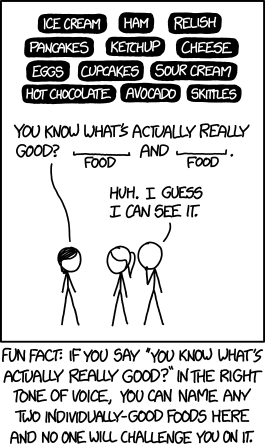 ICE CREAM HAM RELISH
PANCAKES KETCHUP CHEESE
EGGS CUPCAKES SOUR CREAM
HOT CHOCOLATE AVOCADO SKITTLES
YOU KNOW WHAT'S ACTUALLY REALLY
GOOD? ______ AND ______.
FOOD FOOD
HUH. I GUESS
I CAN SEE IT.
FUN FACT: IF YOU SAY "YOU KNOW WHAT'S
ACTUALLY REALLY GOOD?" IN THE RIGHT
TONE OF VOICE, YOU CAN NAME ANY
TWO INDIVIDUALLY-GOOD FOODS HERE
AND NO ONE WILL CHALLENGE YOU ON IT.